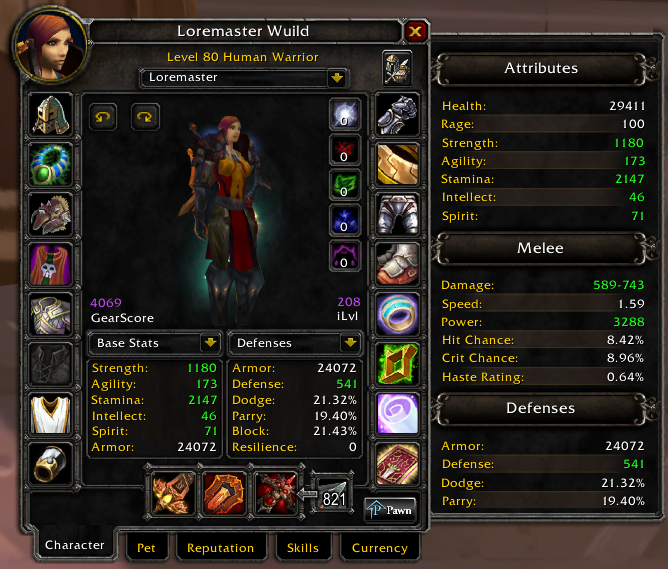 Loremaster Wuild
Level 80 Human Warrior
Loremaster
0
0
0
0
0
4069
GearScore
208
iLvl
Base Stats
Strength: 1180
Agility: 173
Stamina: 2147
Intellect: 46
Spirit: 71
Armor: 24072
Defenses
Armor: 24072
Defense: 541
Dodge: 21.32%
Parry: 19.40%
Block: 21.43%
Resilience: 0
821
Pawn
Character
Pet
Reputation
Skills
Currency
Attributes
Health: 29411
Rage: 100
Strength: 1180
Agility: 173
Stamina: 2147
Intellect: 46
Spirit: 71
Melee
Damage: 589-743
Speed: 1.59
Power: 3288
Hit Chance: 8.42%
Crit Chance: 8.96%
Haste Rating: 0.64%
Defenses
Armor: 24072
Defense: 541
Dodge: 21.32%
Parry: 19.40%